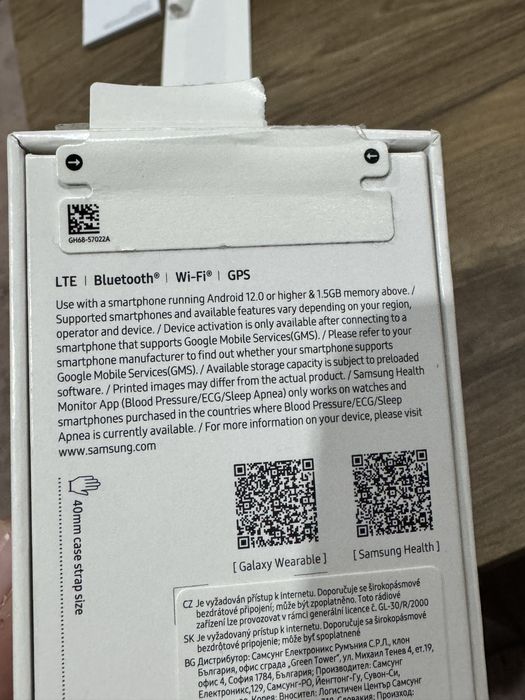 GH68-57022A
LTE | Bluetooth® | Wi-Fi® | GPS
Use with a smartphone running Android 12.0 or higher & 1.5GB memory above. /
Supported smartphones and available features vary depending on your region,
operator and device. / Device activation is only available after connecting to a
smartphone that supports Google Mobile Services(GMS). / Please refer to your
smartphone manufacturer to find out whether your smartphone supports
Google Mobile Services(GMS). / Available storage capacity is subject to preloaded
software. / Printed images may differ from the actual product. / Samsung Health
Monitor App (Blood Pressure/ECG/Sleep Apnea) only works on watches and
smartphones purchased in the countries where Blood Pressure/ECG/Sleep
Apnea is currently available. / For more information on your device, please visit
www.samsung.com
40mm case strap size
[ Galaxy Wearable ]
[ Samsung Health ]
CZ Je vyžadován přístup k internetu. Doporučuje se širokopásmové
bezdrátové připojení; může být zpoplatněno. Toto rádiové
zařízení lze provozovat v rámci generální licence č. GL-30/R/2000
SK Je vyžadovaný prístup k internetu. Doporučuje sa širokopásmové
bezdrôtové pripojenie; môže byť spoplatnené
BG Дистрибутор: Самсунг Електроникс Румъния С.Р.Л., клон
България, офис сграда „Green Tower“, ул. Михаил Тенев 4, ет.19,
офис 4, София 1784, България; Производител: Самсунг
Електроникс,129, Самсунг-РО, Йенгтонг-Гу, Сувон-Си,
Корея; Вносител: Логистичен Център Самсунг
Словакия; Произход: